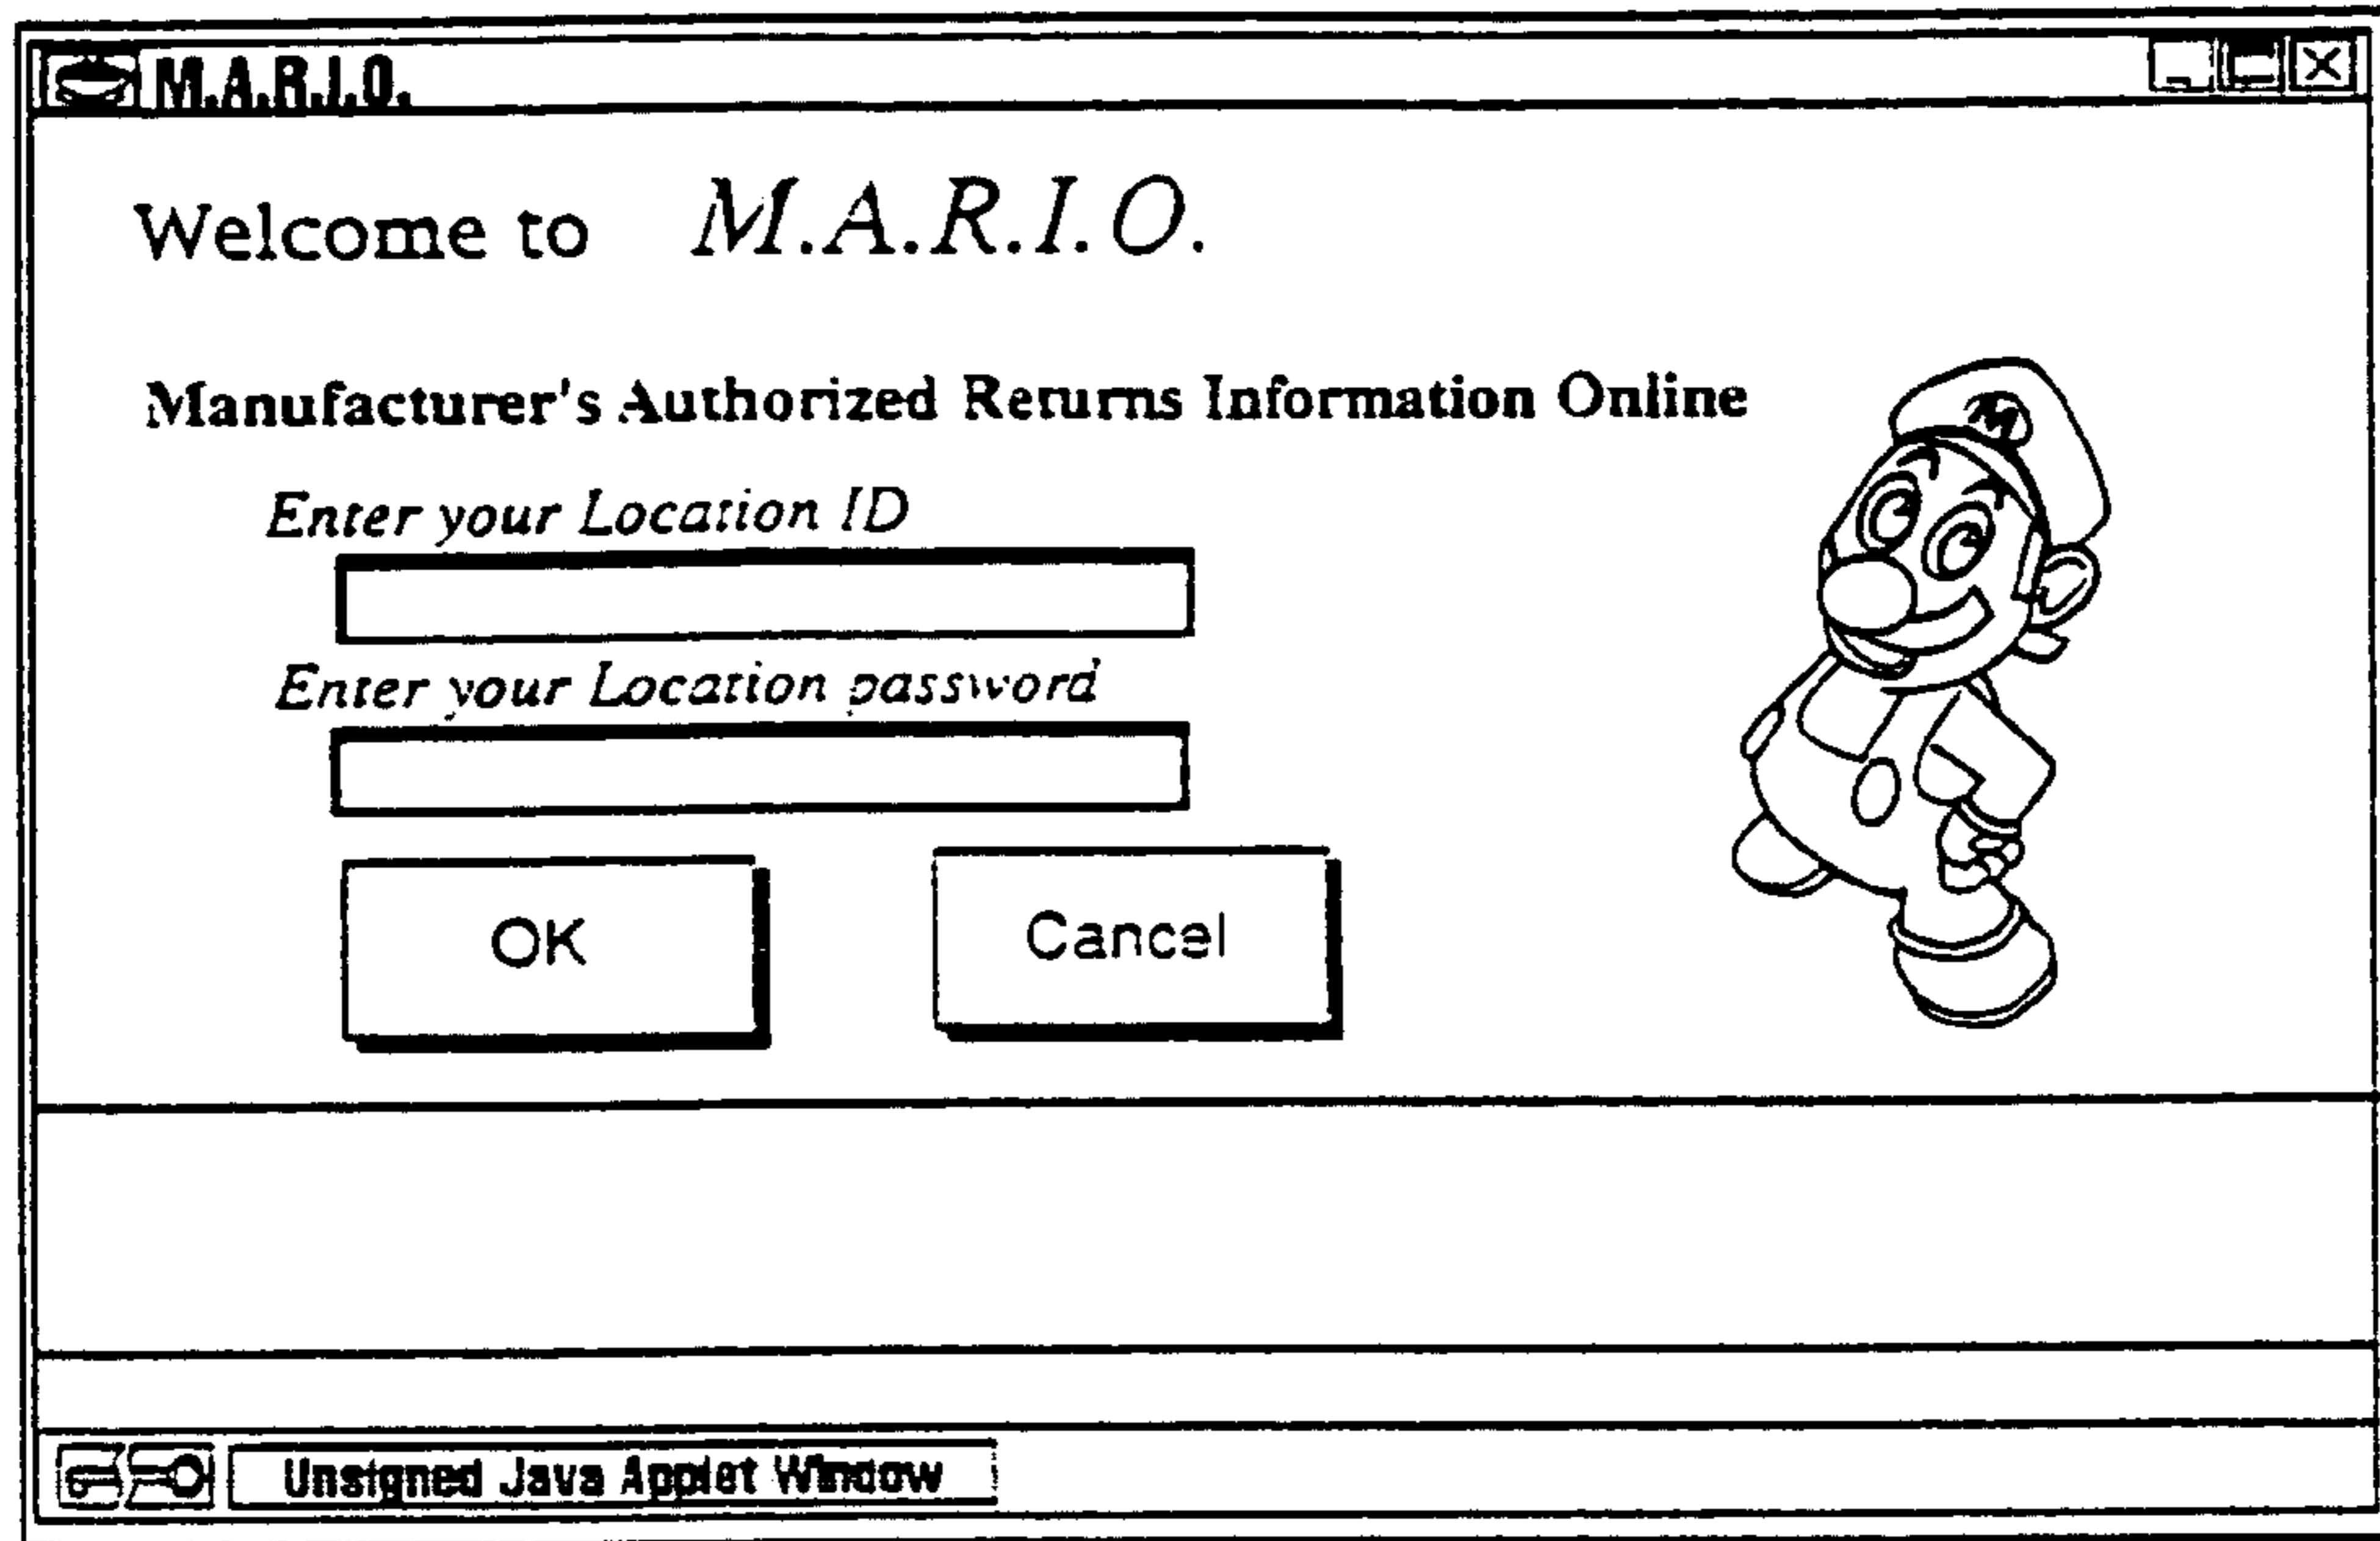 M.A.R.I.O.
Welcome to M.A.R.I.O.
Manufacturer's Authorized Returns Information Online
Enter your Location ID
Enter your Location password
OK
Cancel
M
Unsigned Java Applet Window